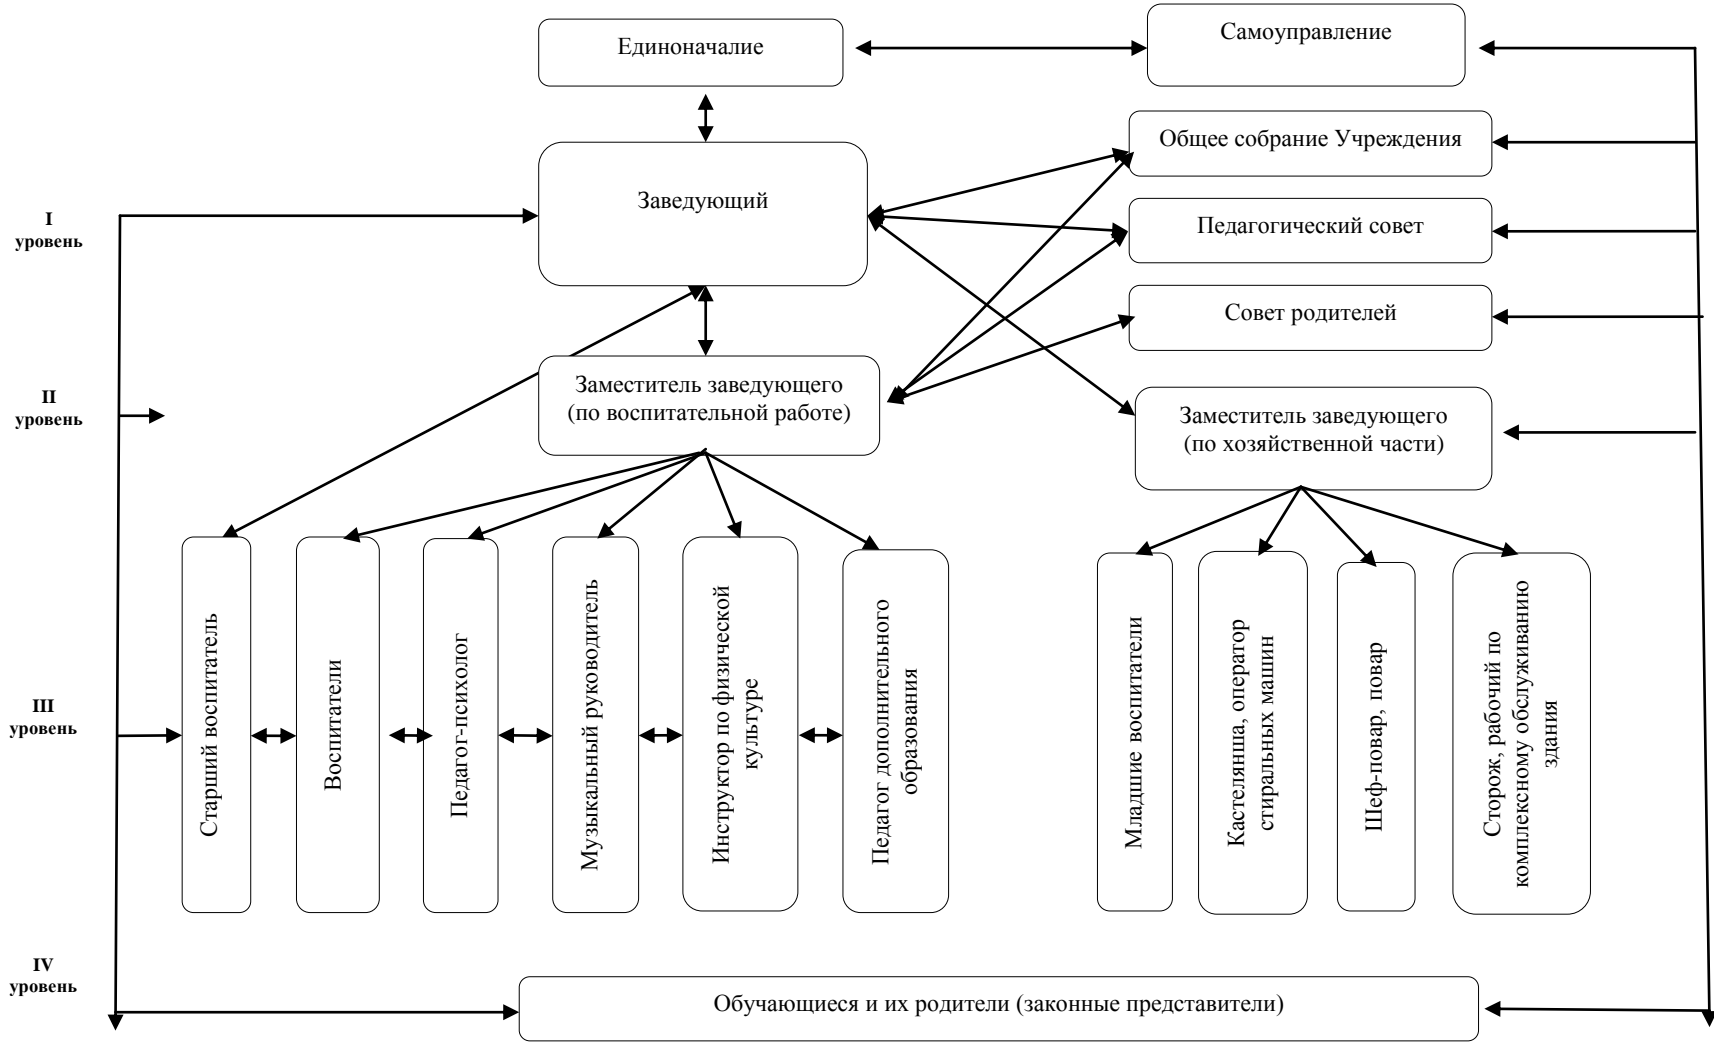 Единоначалие
Самоуправление
Общее собрание Учреждения
Заведующий
I
уровень
Педагогический совет
Совет родителей
II
уровень
Заместитель заведующего
(по воспитательной работе)
Заместитель заведующего
(по хозяйственной части)
III
уровень
Старший воспитатель
Воспитатели
Педагог-психолог
Музыкальный руководитель
Инструктор по физической
культуре
Педагог дополнительного
образования
Младшие воспитатели
Кастелянша, оператор
стиральных машин
Шеф-повар, повар
Сторож, рабочий по
комплексному обслуживанию
здания
IV
уровень
Обучающиеся и их родители (законные представители)